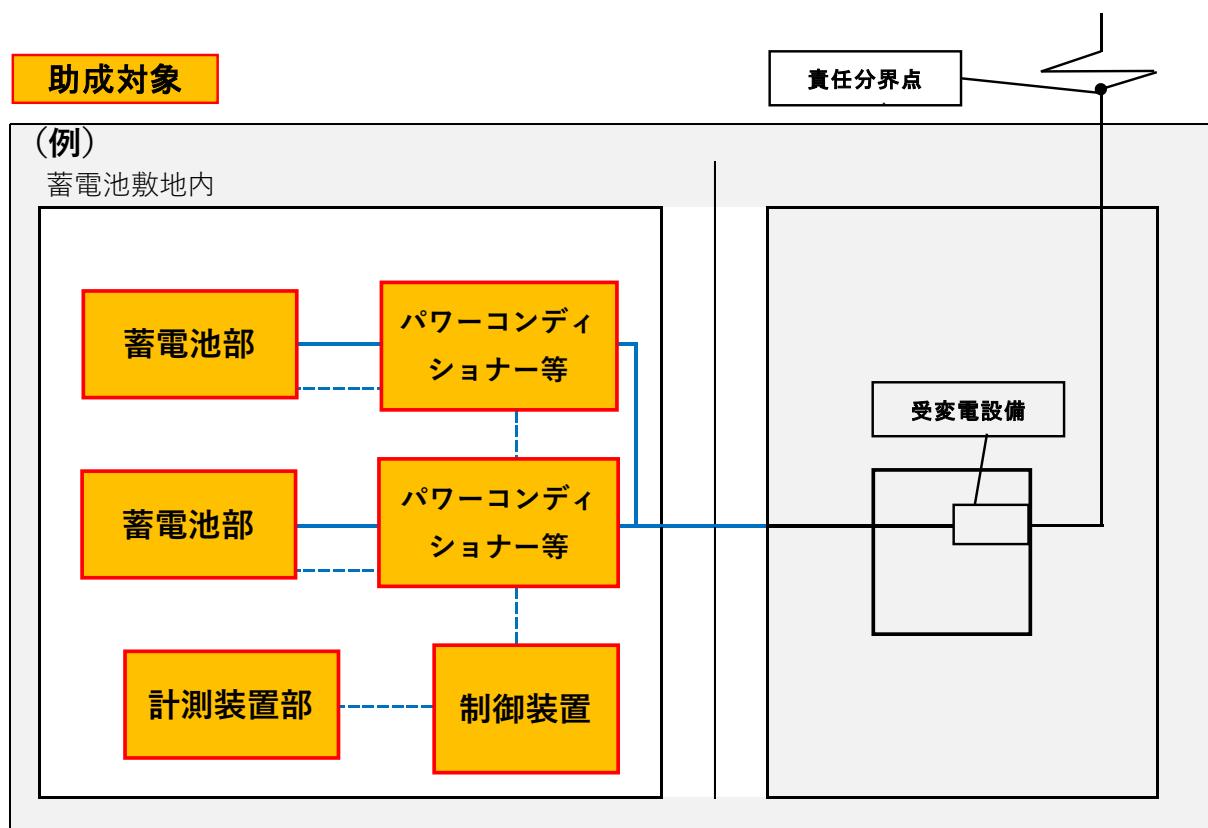 助成対象
責任分界点
（例）
蓄電池敷地内
蓄電池部
パワーコンディ
ショナー等
受変電設備
蓄電池部
パワーコンディ
ショナー等
計測装置部
制御装置